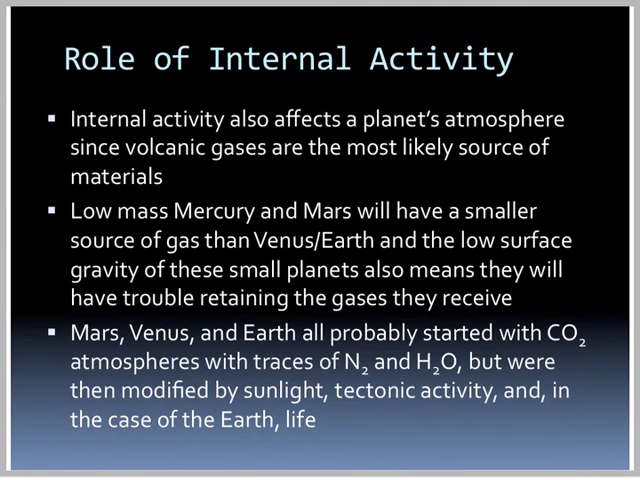 Role of Internal Activity
▪ Internal activity also affects a planet's atmosphere
since volcanic gases are the most likely source of
materials
▪ Low mass Mercury and Mars will have a smaller
source of gas than Venus/Earth and the low surface
gravity of these small planets also means they will
have trouble retaining the gases they receive
▪ Mars, Venus, and Earth all probably started with CO₂
atmospheres with traces of N₂ and H₂O, but were
then modified by sunlight, tectonic activity, and, in
the case of the Earth, life